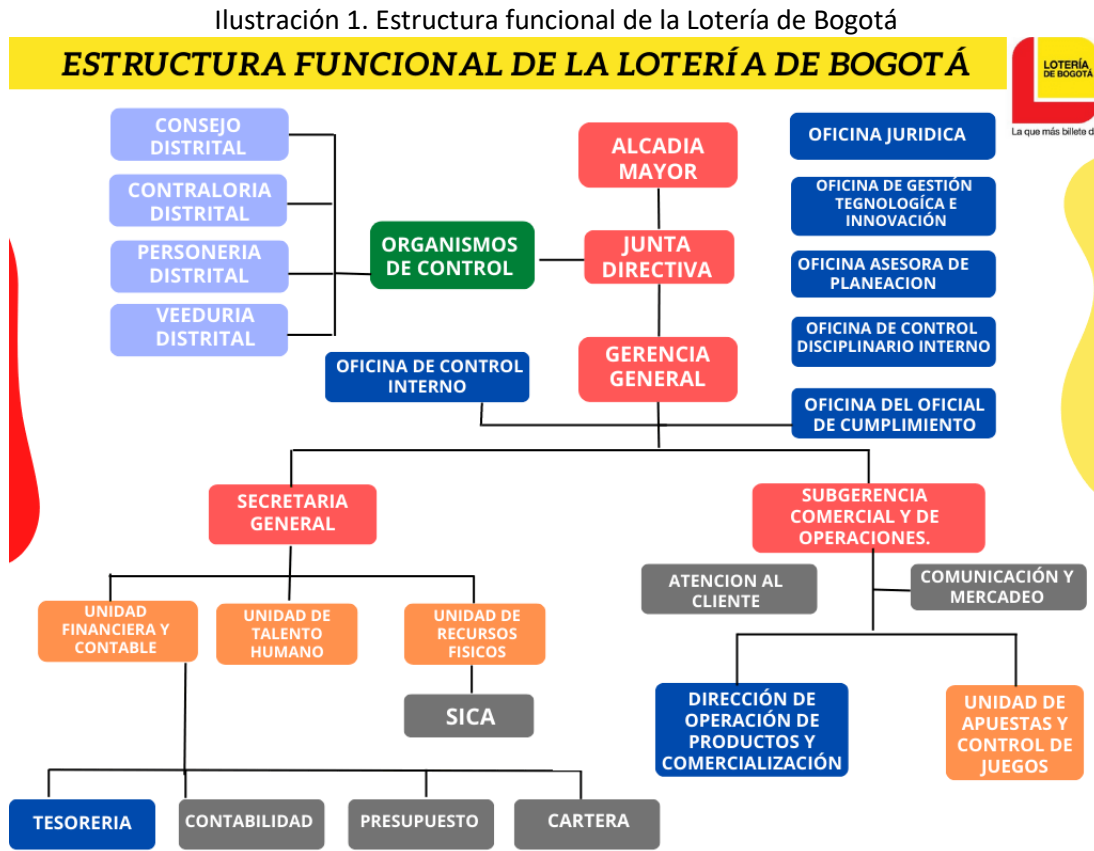 Ilustración 1. Estructura funcional de la Lotería de Bogotá
ESTRUCTURA FUNCIONAL DE LA LOTERÍA DE BOGOTÁ
LOTERÍA
DE BOGOTÁ
La que más billete d
CONSEJO
DISTRITAL
CONTRALORIA
DISTRITAL
PERSONERIA
DISTRITAL
VEEDURIA
DISTRITAL
ORGANISMOS
DE CONTROL
ALCADIA
MAYOR
JUNTA
DIRECTIVA
GERENCIA
GENERAL
OFICINA JURIDICA
OFICINA DE GESTIÓN
TEGNOLOGÍCA E
INNOVACIÓN
OFICINA ASESORA DE
PLANEACION
OFICINA DE CONTROL
DISCIPLINARIO INTERNO
OFICINA DEL OFICIAL
DE CUMPLIMIENTO
OFICINA DE CONTROL
INTERNO
SECRETARIA
GENERAL
SUBGERENCIA
COMERCIAL Y DE
OPERACIONES.
ATENCION AL
CLIENTE
COMUNICACIÓN Y
MERCADEO
UNIDAD
FINANCIERA Y
CONTABLE
UNIDAD DE
TALENTO
HUMANO
UNIDAD DE
RECURSOS
FISICOS
SICA
DIRECCIÓN DE
OPERACIÓN DE
PRODUCTOS Y
COMERCIALIZACIÓN
UNIDAD DE
APUESTAS Y
CONTROL DE
JUEGOS
TESORERIA
CONTABILIDAD
PRESUPUESTO
CARTERA